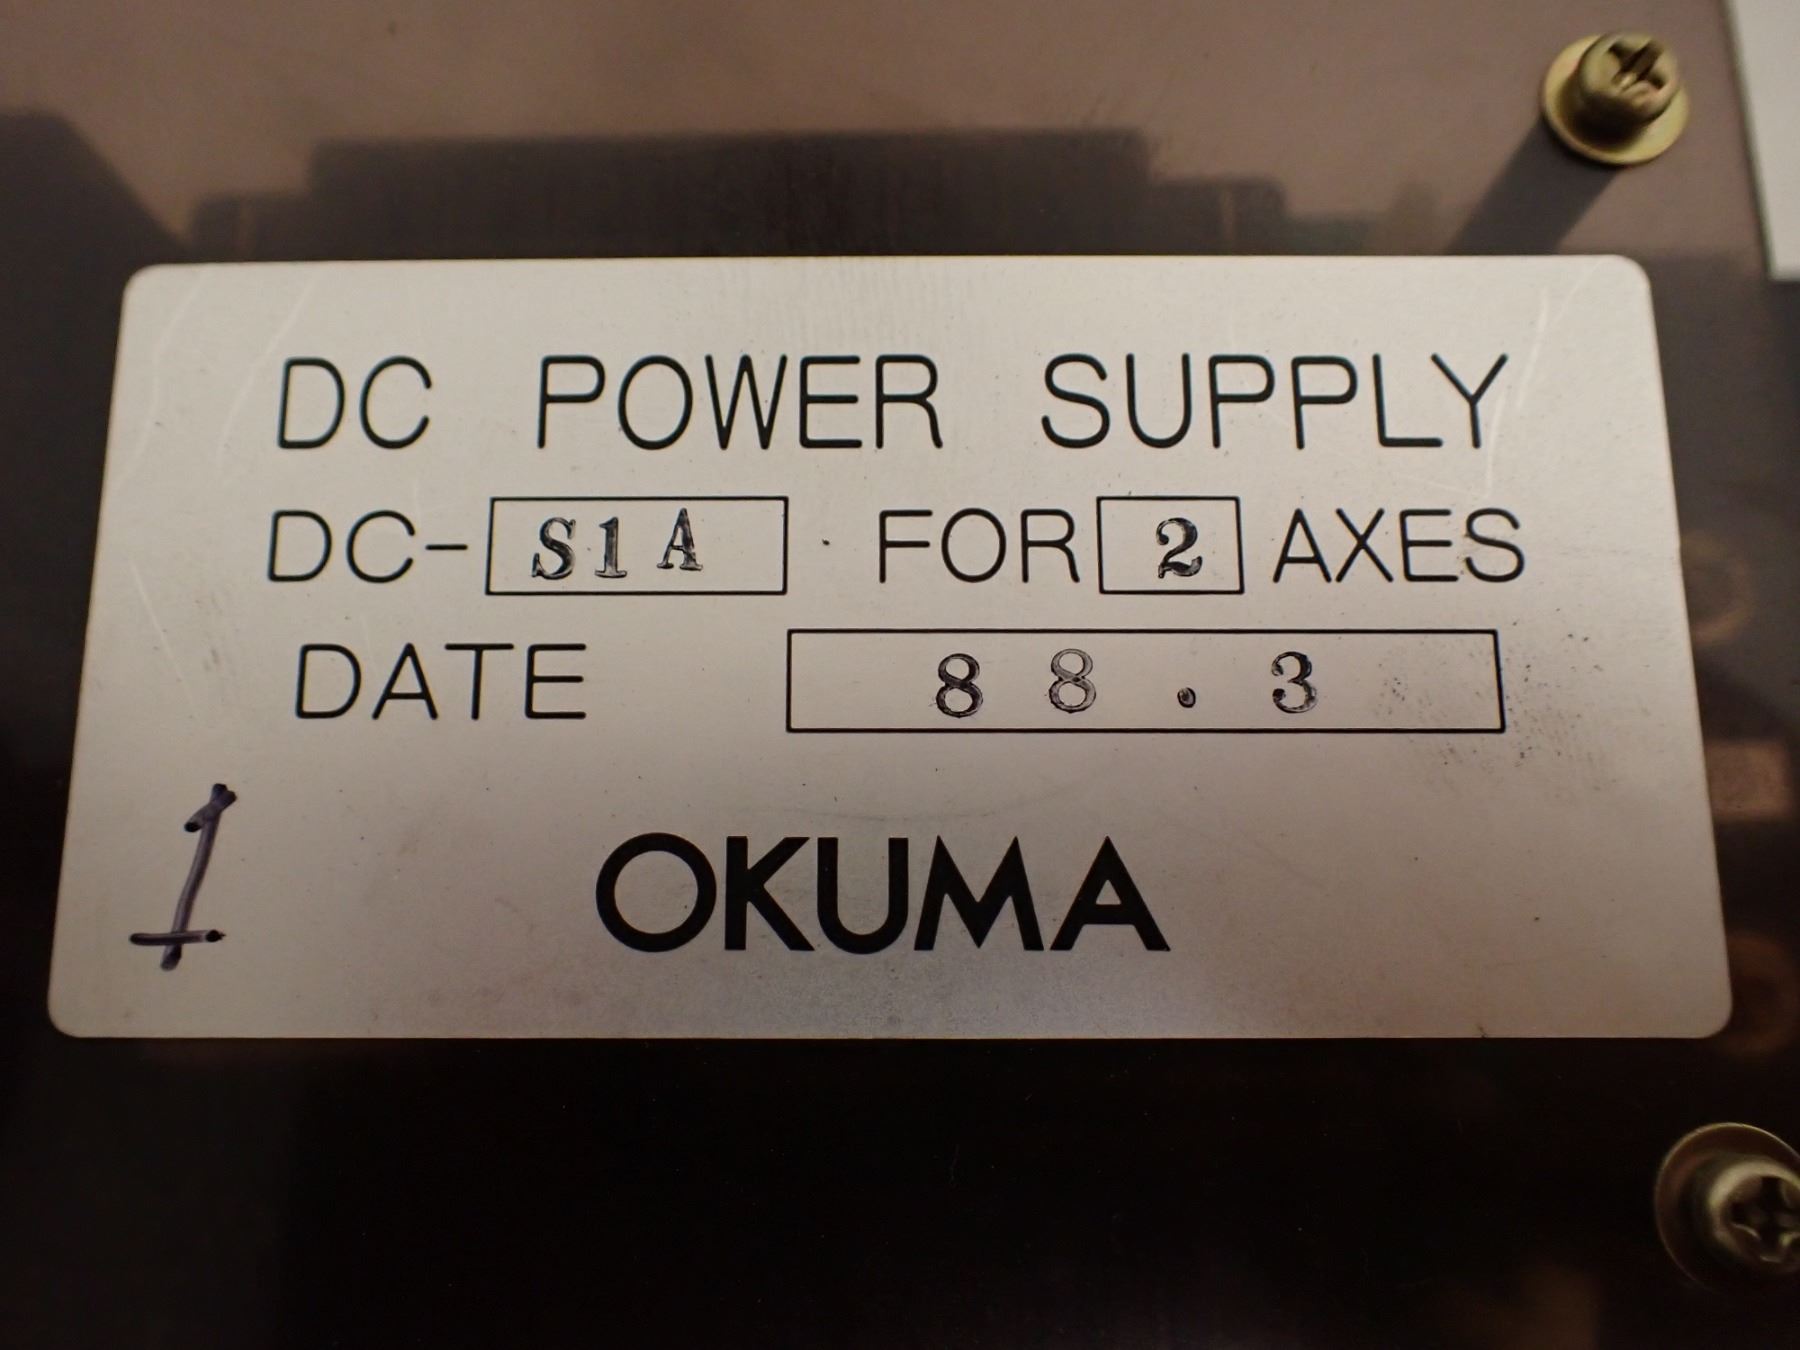 DC POWER SUPPLY
DC-S1A FOR 2 AXES
DATE 88.3
1
OKUMA